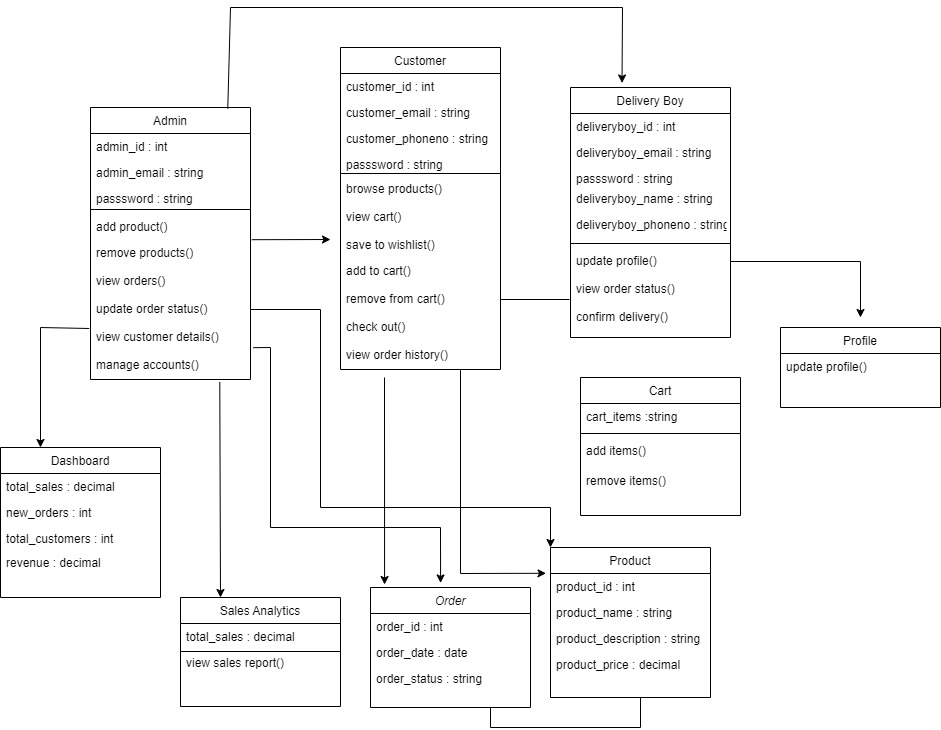 Admin
admin_id : int
admin_email : string
passsword : string
add product()
remove products()
view orders()
update order status()
view customer details()
manage accounts()
Customer
customer_id : int
customer_email : string
customer_phoneno : string
passsword : string
browse products()
view cart()
save to wishlist()
add to cart()
remove from cart()
check out()
view order history()
Delivery Boy
deliveryboy_id : int
deliveryboy_email : string
passsword : string
deliveryboy_name : string
deliveryboy_phoneno : string
update profile()
view order status()
confirm delivery()
Profile
update profile()
Cart
cart_items :string
add items()
remove items()
Dashboard
total_sales : decimal
new_orders : int
total_customers : int
revenue : decimal
Sales Analytics
total_sales : decimal
view sales report()
Order
order_id : int
order_date : date
order_status : string
Product
product_id : int
product_name : string
product_description : string
product_price : decimal